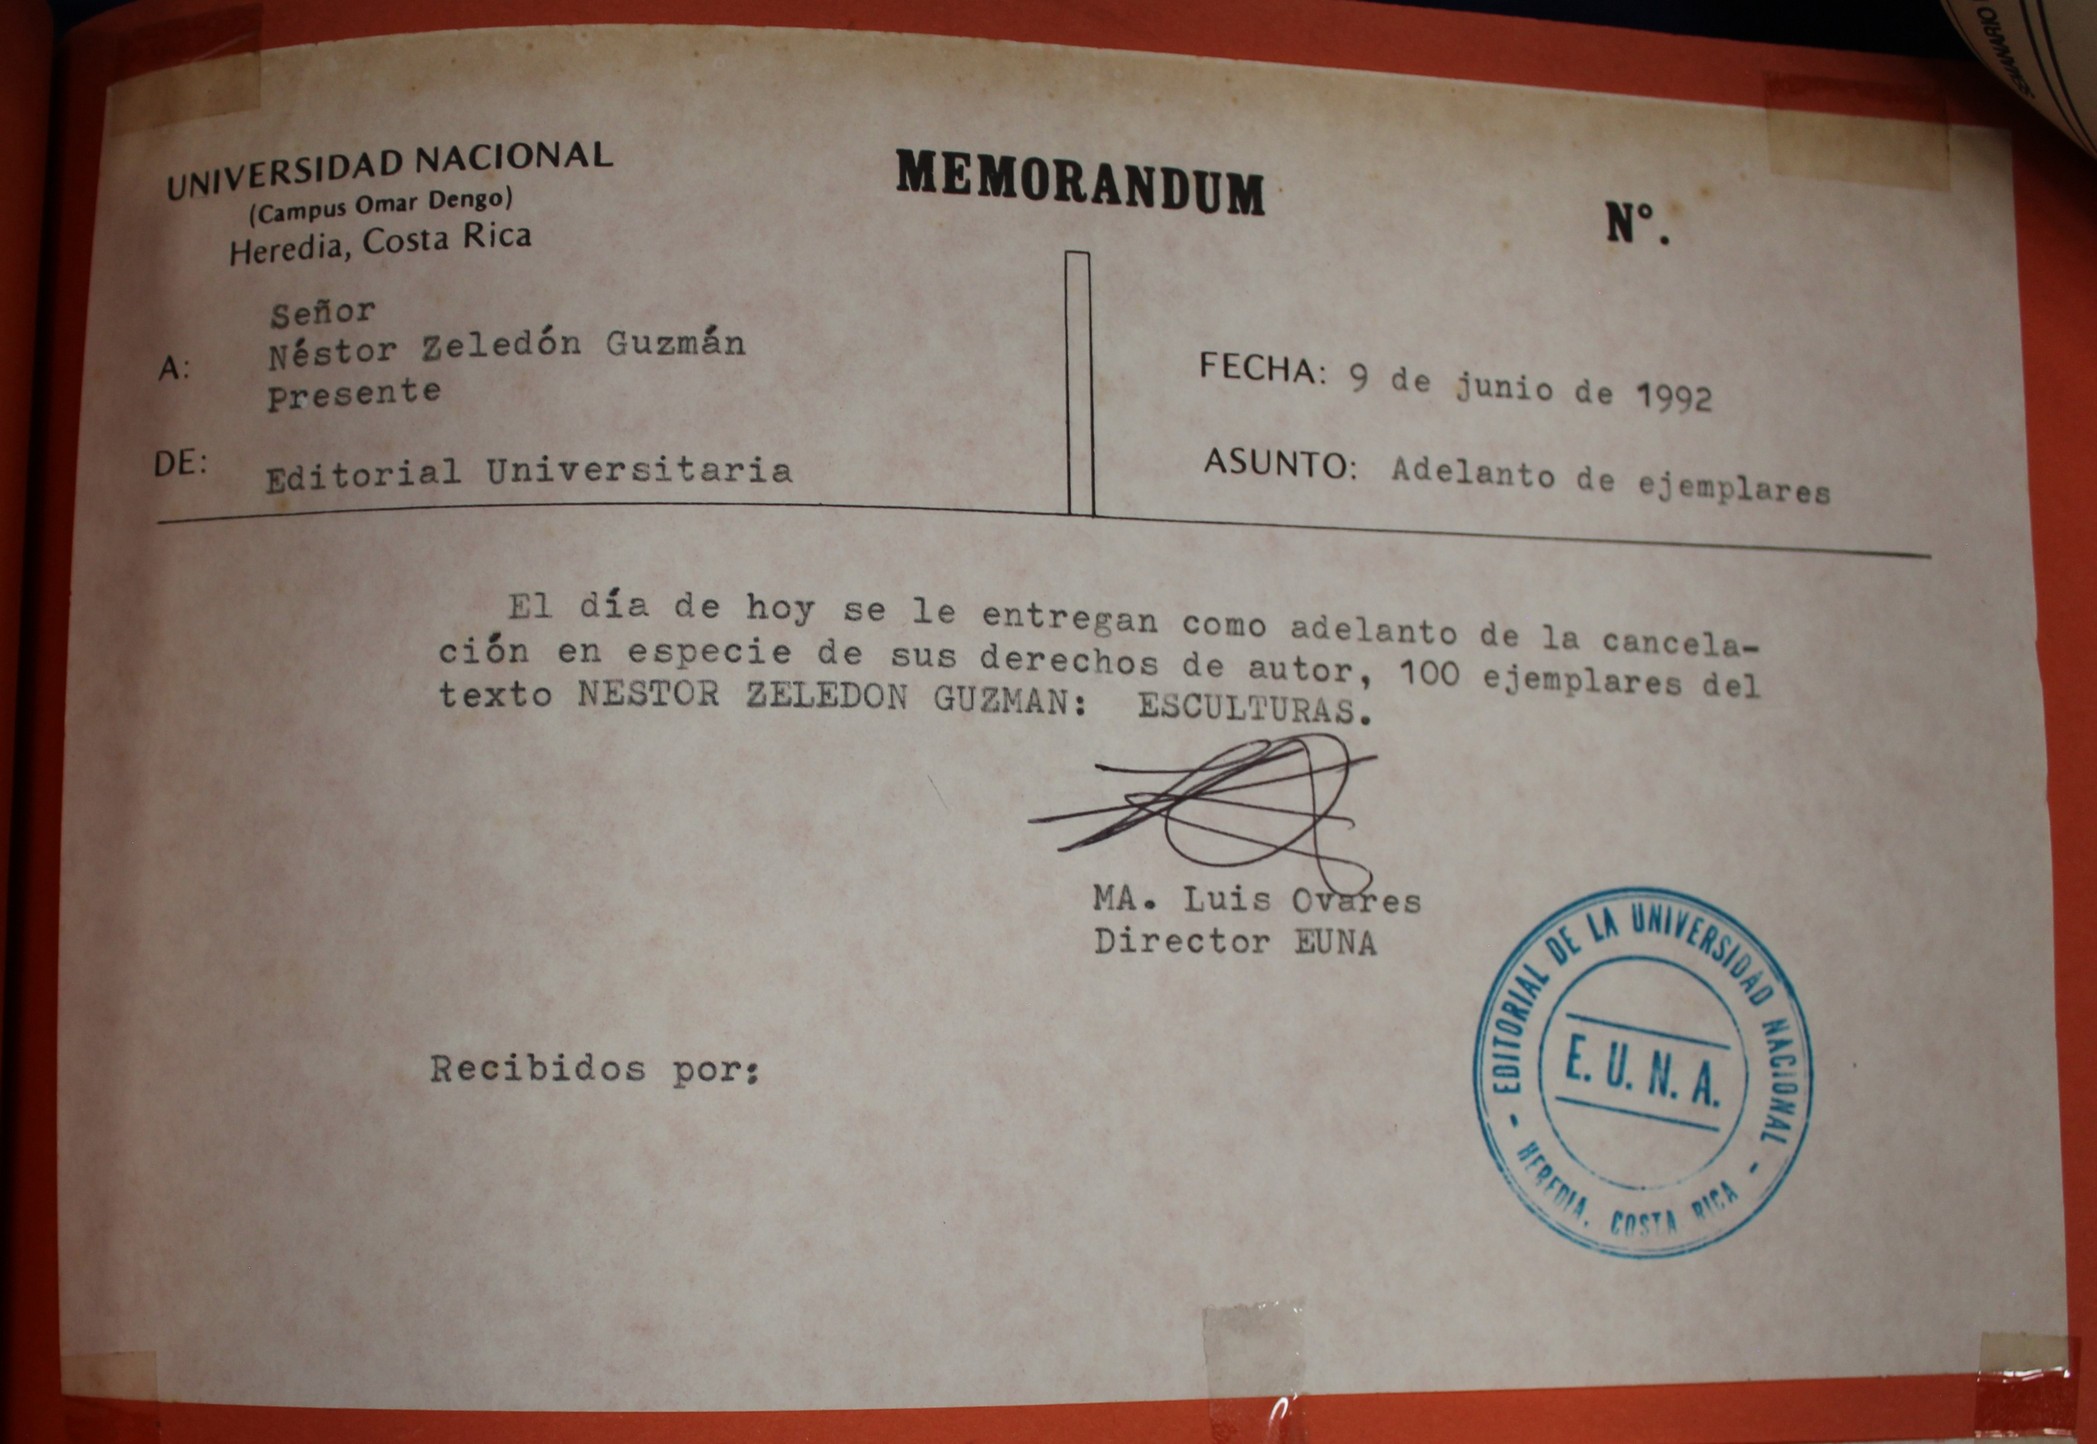 UNIVERSIDAD NACIONAL
(Campus Omar Dengo)
Heredia, Costa Rica
MEMORANDUM
Nº.
A:
Señor
Néstor Zeledón Guzmán
Presente
DE: Editorial Universitaria
FECHA: 9 de junio de 1992
ASUNTO: Adelanto de ejemplares
El día de hoy se le entregan como adelanto de la cancela-
ción en especie de sus derechos de autor, 100 ejemplares del
texto NESTOR ZELEDON GUZMAN: ESCULTURAS.
MA. Luis Ovares
Director EUNA
Recibidos por:
- EDITORIAL DE LA UNIVERSIDAD NACIONAL -
E. U. N. A.
HEREDIA, COSTA RICA